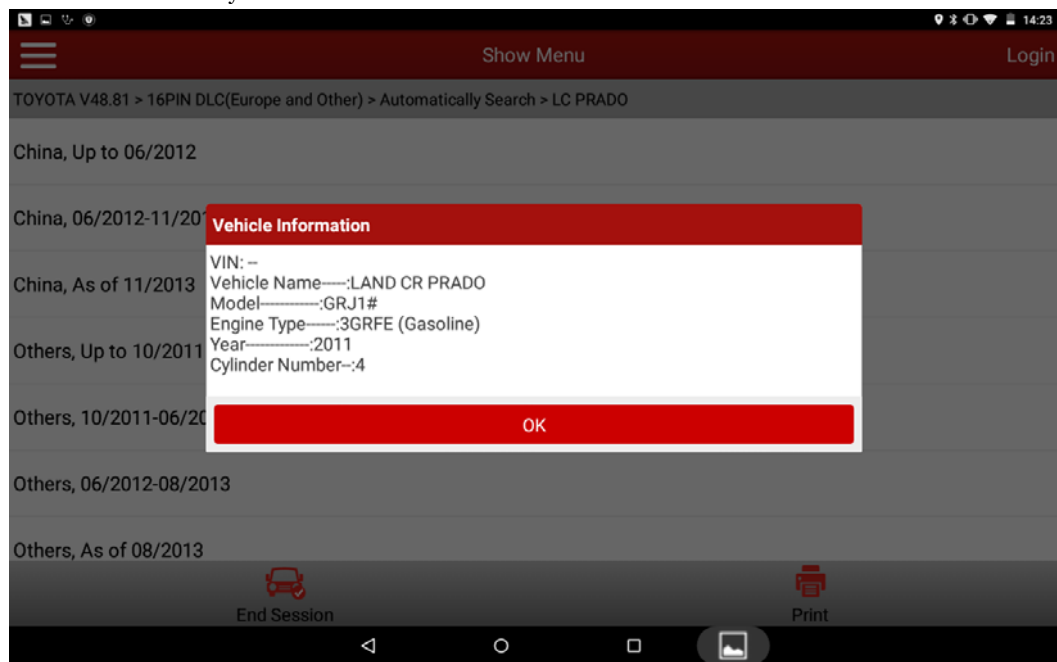 14:23
Show Menu
Login
TOYOTA V48.81 > 16PIN DLC(Europe and Other) > Automatically Search > LC PRADO
China, Up to 06/2012
China, 06/2012-11/201
Vehicle Information
VIN: --
Vehicle Name-----:LAND CR PRADO
China, As of 11/2013
Model------------:GRJ1#
Engine Type------:3GRFE (Gasoline)
Others, Up to 10/2011
Year-------------:2011
Cylinder Number--:4
Others, 10/2011-06/20
OK
Others, 06/2012-08/2013
Others, As of 08/2013
End Session
Print